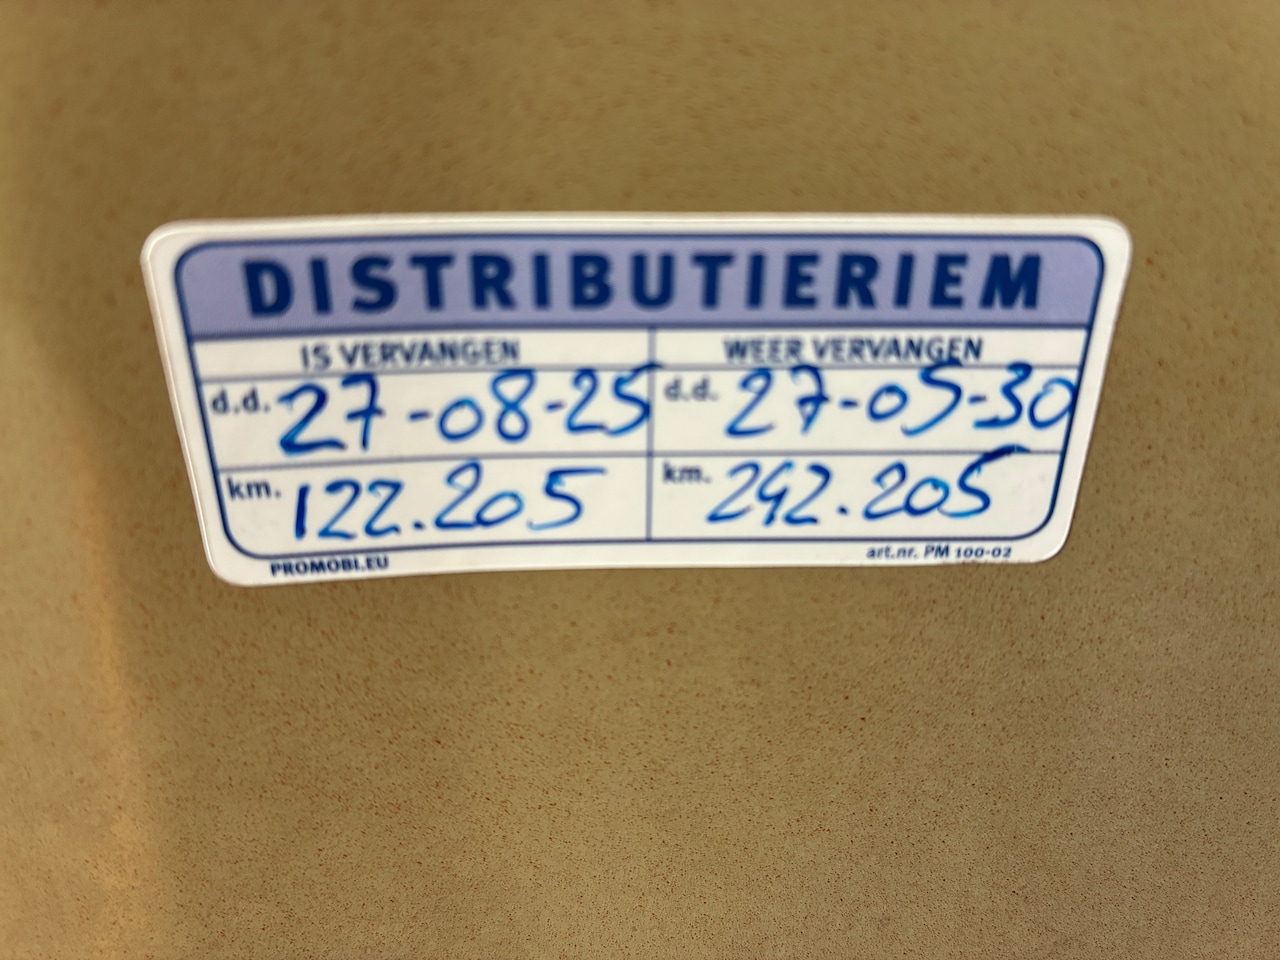 DISTRIBUTIERIEM
IS VERVANGEN WEER VERVANGEN
d.d. 27-08-25 d.d. 27-05-30
km. 122.205 km. 242.205
PROMOBI.EU art.nr. PM 100-02